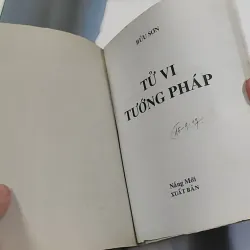 BỬU SƠN
TỬ VI
TƯỚNG PHÁP
Nắng Mới
XUẤT BẢN